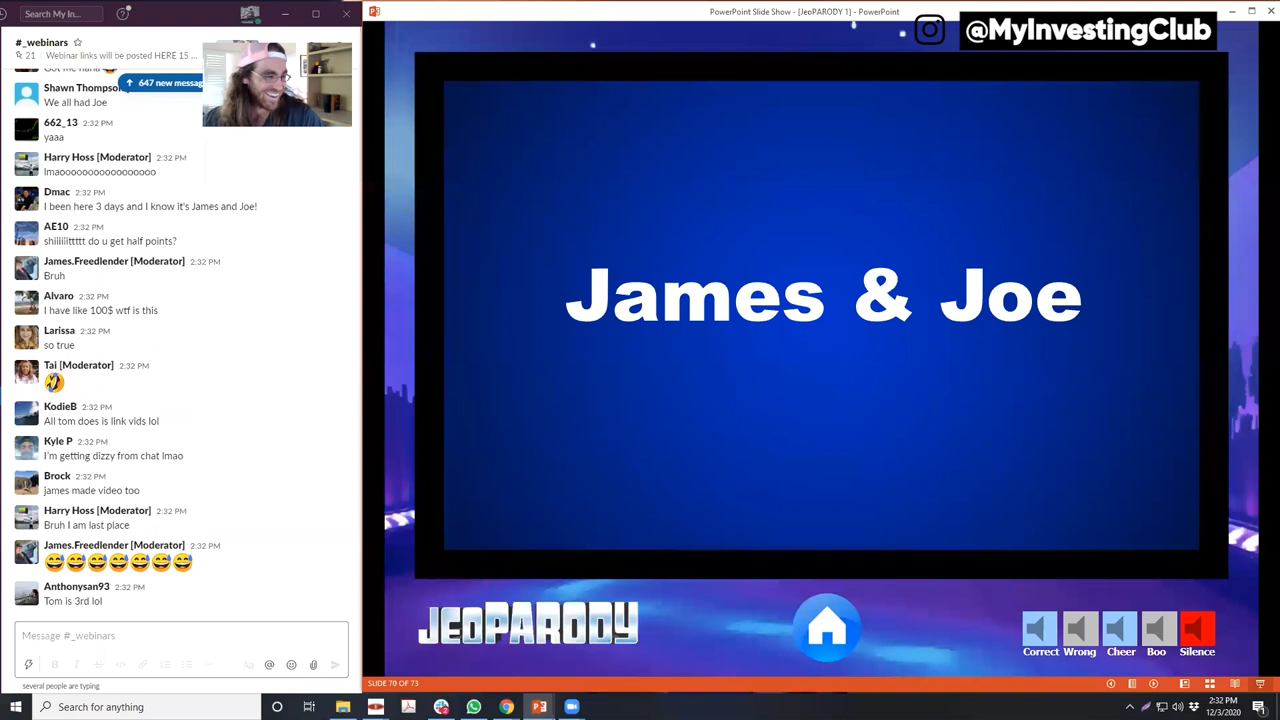 Search My Investing Club
#_webinars
21 Webinar links will be posted HERE 15 ...
647 new messag
Shawn Thompson
We all had Joe
662_13 2:32 PM
yaaa
Harry Hoss [Moderator] 2:32 PM
lmaooooooooooooooooo
Dmac 2:32 PM
I been here 3 days and I know it's James and Joe!
AE10 2:32 PM
shiiiiiittttt do u get half points?
James.Freedlender [Moderator] 2:32 PM
Bruh
Alvaro 2:32 PM
I have like 100$ wtf is this
Larissa 2:32 PM
so true
Tai [Moderator] 2:32 PM
KodieB 2:32 PM
All tom does is link vids lol
Kyle P 2:32 PM
I'm getting dizzy from chat lmao
Brock 2:32 PM
james made video too
Harry Hoss [Moderator] 2:32 PM
Bruh I am last place
James.Freedlender [Moderator] 2:32 PM
Anthonysan93 2:32 PM
Tom is 3rd lol
Message #_webinars
several people are typing
PowerPoint Slide Show - [JeoPARODY 1] - PowerPoint
@MyInvestingClub
James & Joe
JEOPARODY
Correct Wrong Cheer Boo Silence
SLIDE 70 OF 73
Search for anything
2:32 PM
12/3/2020